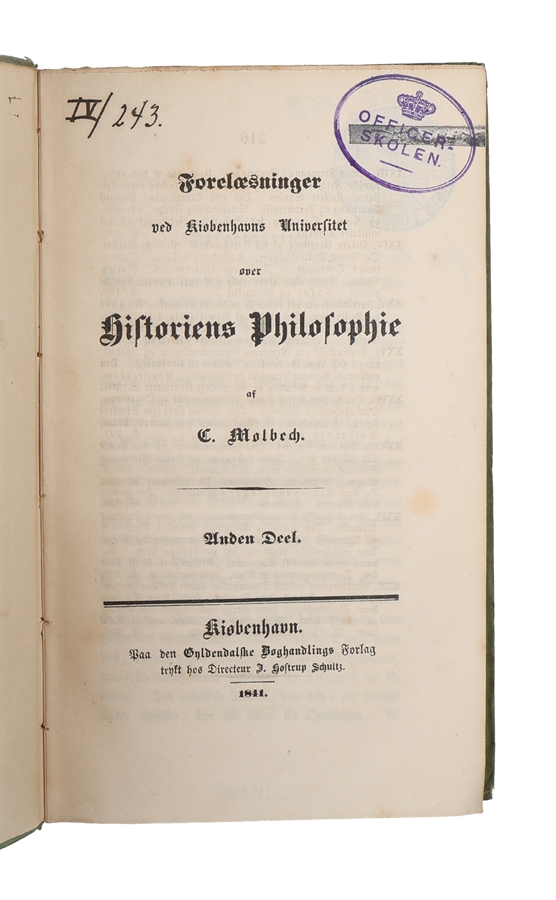 IV/243.
OFFICER-
SKOLEN.
Forelæsninger
ved Kiøbenhavns Universitet
over
Historiens Philosophie
af
C. Molbech.
Anden Deel.
Kiøbenhavn.
Paa den Gyldendalske Boghandlings Forlag
trykt hos Directeur J. Hostrup Schultz.
1841.